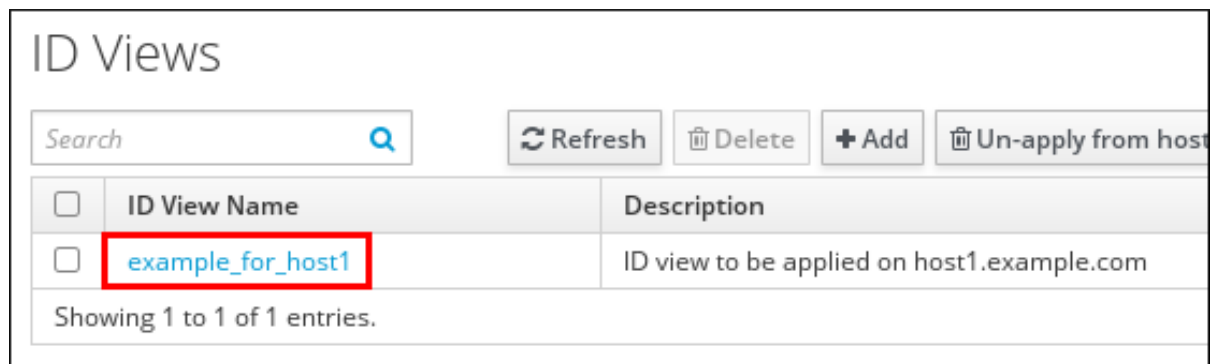 ID Views
Search Refresh Delete Add Un-apply from host
ID View Name Description
example_for_host1 ID view to be applied on host1.example.com
Showing 1 to 1 of 1 entries.